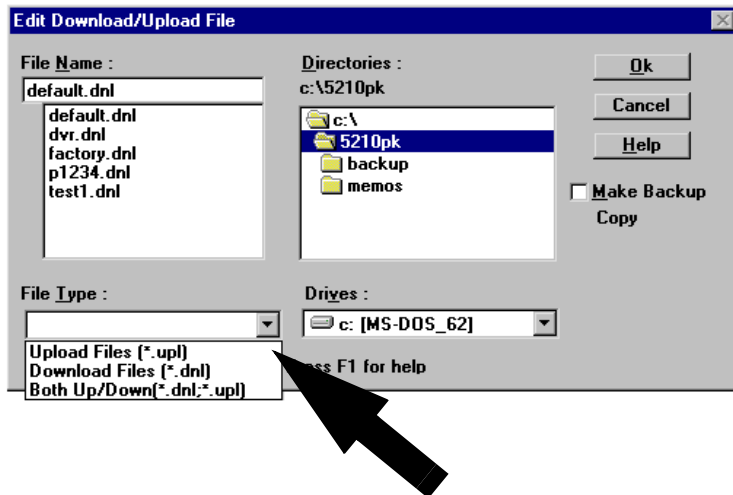 Edit Download/Upload File
File Name :
default.dnl
default.dnl
dvr.dnl
factory.dnl
p1234.dnl
test1.dnl
Directories :
c:\5210pk
c:\
5210pk
backup
memos
Ok
Cancel
Help
Make Backup
Copy
File Type :
Upload Files (*.upl)
Download Files (*.dnl)
Both Up/Down(*.dnl;*.upl)
Drives :
c: [MS-DOS_62]
F1 for help